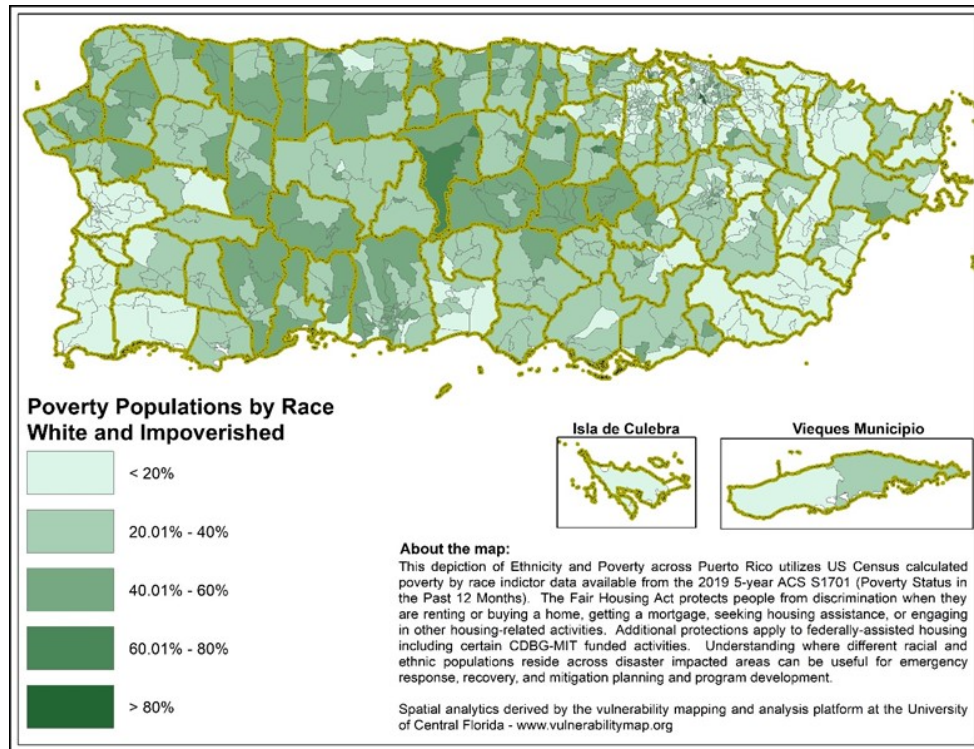 Poverty Populations by Race
White and Impoverished
< 20%
20.01% - 40%
40.01% - 60%
60.01% - 80%
> 80%
Isla de Culebra
Vieques Municipio
About the map:
This depiction of Ethnicity and Poverty across Puerto Rico utilizes US Census calculated
poverty by race indictor data available from the 2019 5-year ACS S1701 (Poverty Status in
the Past 12 Months). The Fair Housing Act protects people from discrimination when they
are renting or buying a home, getting a mortgage, seeking housing assistance, or engaging
in other housing-related activities. Additional protections apply to federally-assisted housing
including certain CDBG-MIT funded activities. Understanding where different racial and
ethnic populations reside across disaster impacted areas can be useful for emergency
response, recovery, and mitigation planning and program development.
Spatial analytics derived by the vulnerability mapping and analysis platform at the University
of Central Florida - www.vulnerabilitymap.org